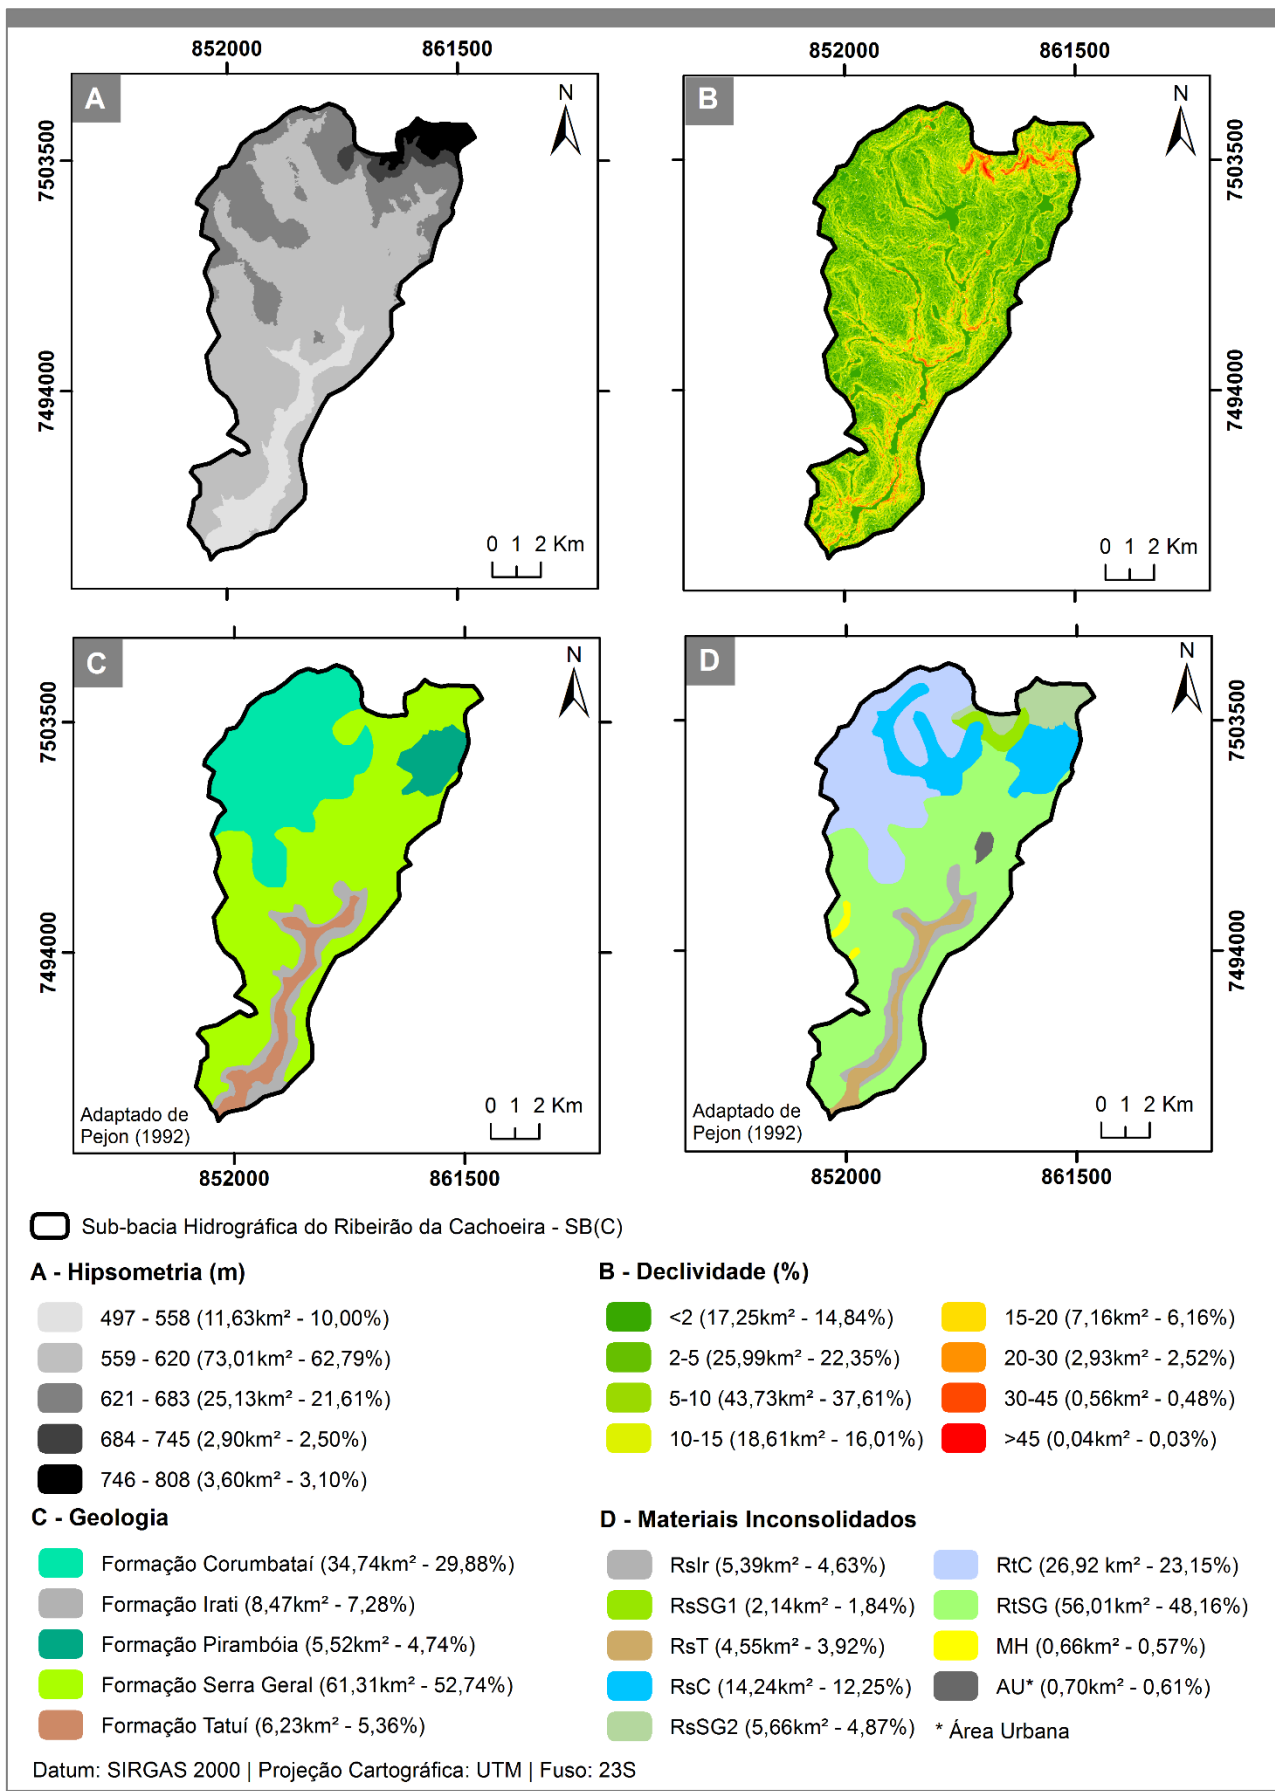 852000 861500 852000 861500
A N B N
7503500 7503500
7494000 7494000
0 1 2 Km 0 1 2 Km
C N D N
7503500 7503500
7494000 7494000
Adaptado de
Pejon (1992)
0 1 2 Km
Adaptado de
Pejon (1992)
0 1 2 Km
852000 861500 852000 861500
Sub-bacia Hidrográfica do Ribeirão da Cachoeira - SB(C)
A - Hipsometria (m)
497 - 558 (11,63km² - 10,00%)
559 - 620 (73,01km² - 62,79%)
621 - 683 (25,13km² - 21,61%)
684 - 745 (2,90km² - 2,50%)
746 - 808 (3,60km² - 3,10%)
B - Declividade (%)
<2 (17,25km² - 14,84%)
2-5 (25,99km² - 22,35%)
5-10 (43,73km² - 37,61%)
10-15 (18,61km² - 16,01%)
15-20 (7,16km² - 6,16%)
20-30 (2,93km² - 2,52%)
30-45 (0,56km² - 0,48%)
>45 (0,04km² - 0,03%)
C - Geologia
Formação Corumbataí (34,74km² - 29,88%)
Formação Irati (8,47km² - 7,28%)
Formação Pirambóia (5,52km² - 4,74%)
Formação Serra Geral (61,31km² - 52,74%)
Formação Tatuí (6,23km² - 5,36%)
D - Materiais Inconsolidados
RsIr (5,39km² - 4,63%)
RsSG1 (2,14km² - 1,84%)
RsT (4,55km² - 3,92%)
RsC (14,24km² - 12,25%)
RsSG2 (5,66km² - 4,87%)
RtC (26,92 km² - 23,15%)
RtSG (56,01km² - 48,16%)
MH (0,66km² - 0,57%)
AU* (0,70km² - 0,61%)
* Área Urbana
Datum: SIRGAS 2000 | Projeção Cartográfica: UTM | Fuso: 23S